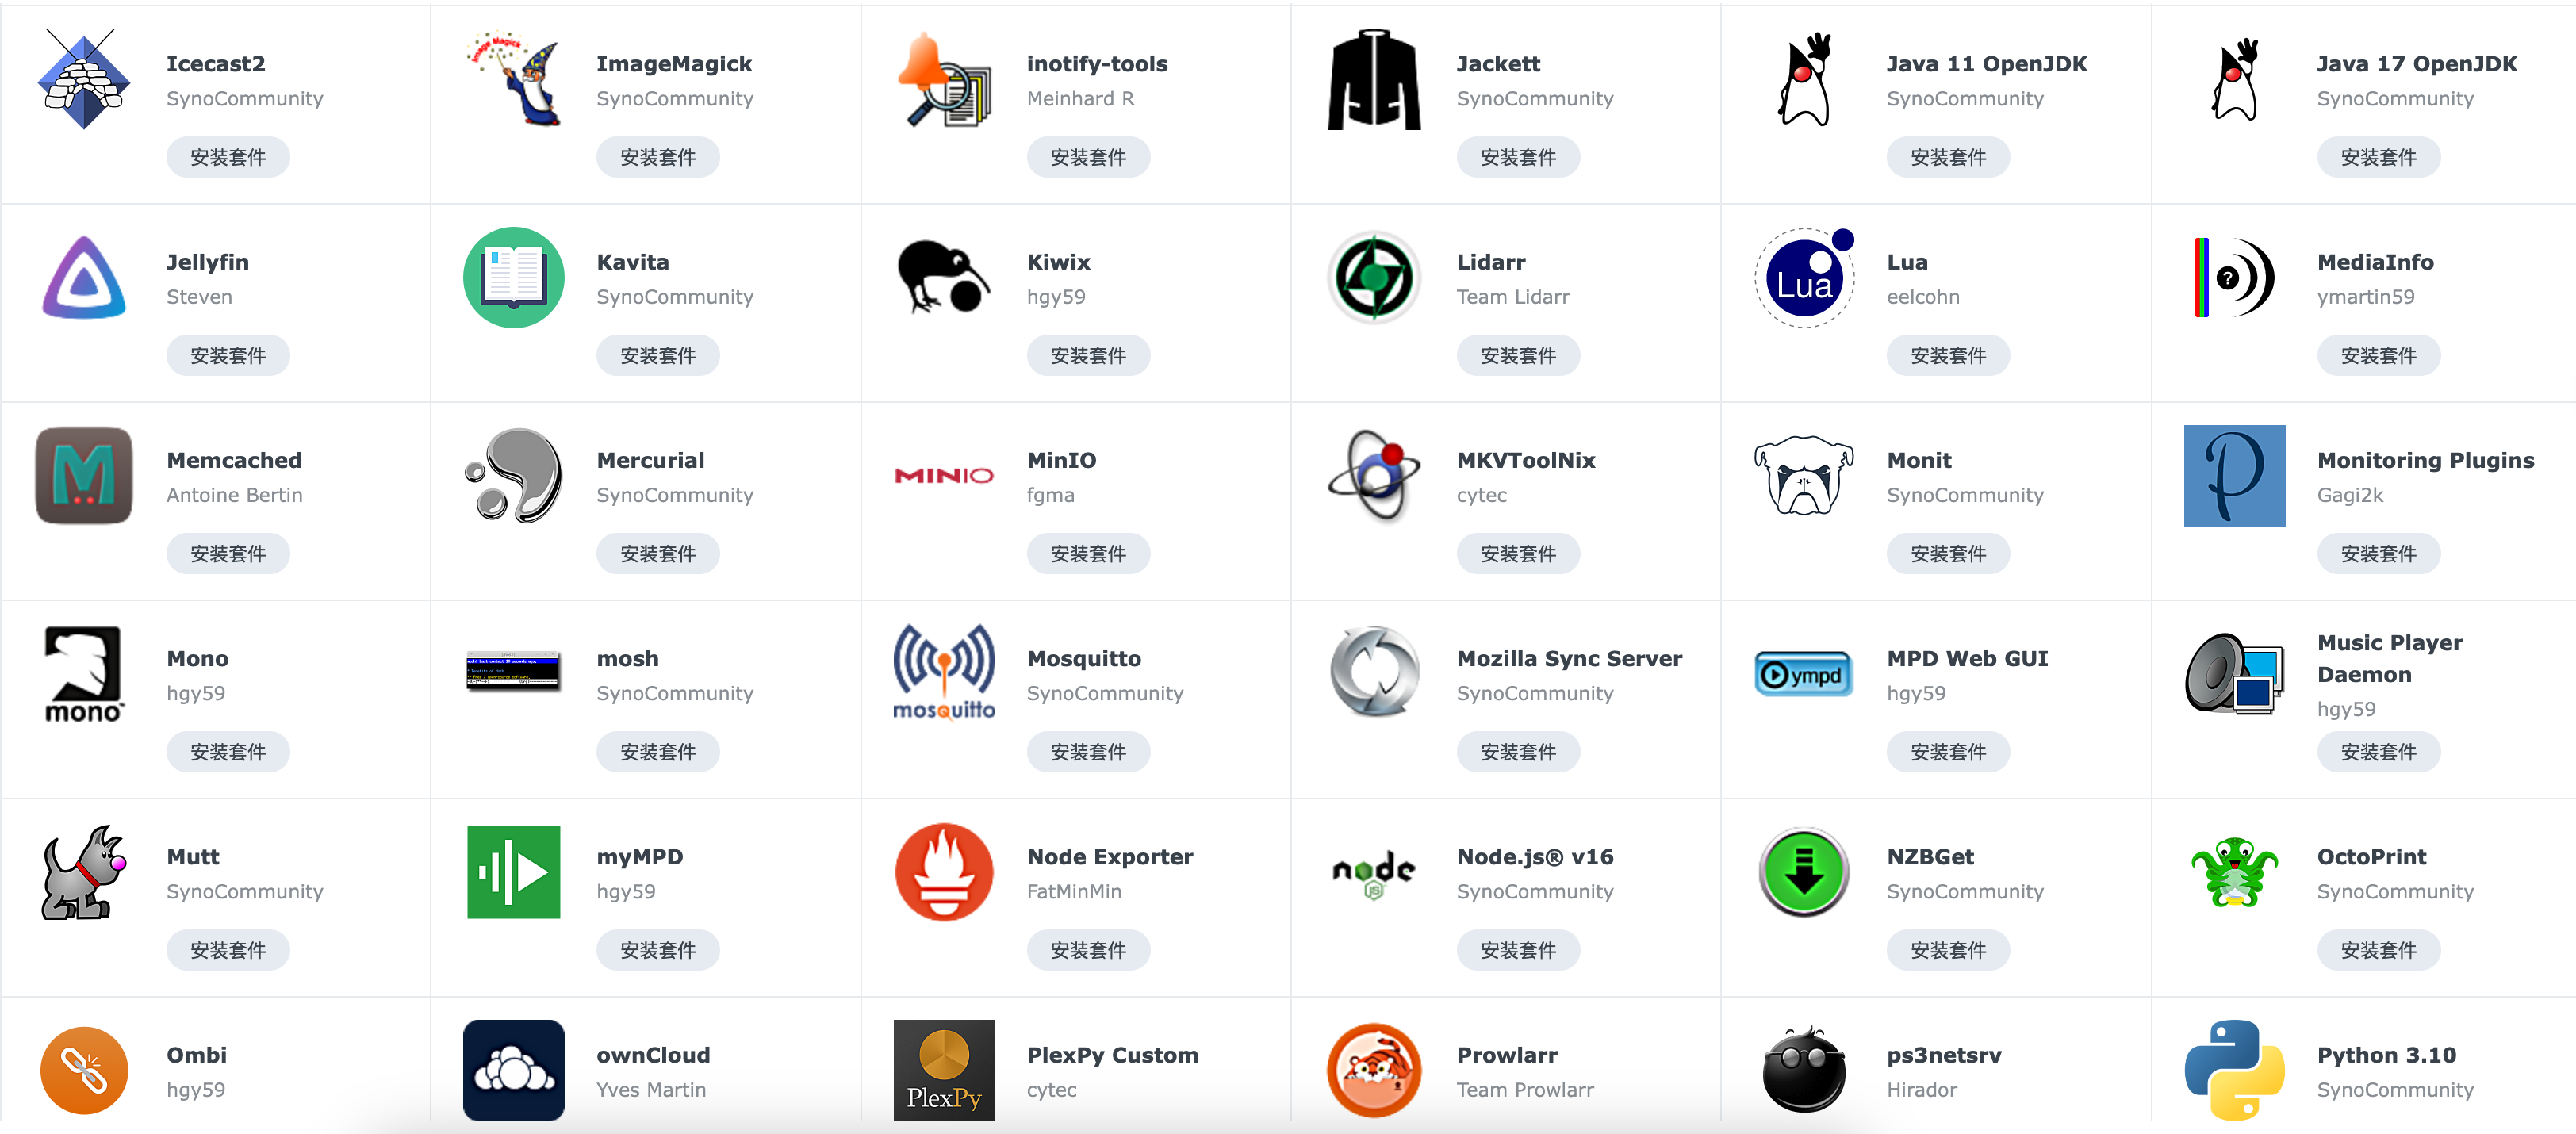 Icecast2
SynoCommunity
安装套件
Image Magick
ImageMagick
SynoCommunity
安装套件
inotify-tools
Meinhard R
安装套件
Jackett
SynoCommunity
安装套件
Java 11 OpenJDK
SynoCommunity
安装套件
Java 17 OpenJDK
SynoCommunity
安装套件
Jellyfin
Steven
安装套件
Kavita
SynoCommunity
安装套件
Kiwix
hgy59
安装套件
Lidarr
Team Lidarr
安装套件
Lua
Lua
eelcohn
安装套件
?
MediaInfo
ymartin59
安装套件
M
Memcached
Antoine Bertin
安装套件
Mercurial
SynoCommunity
安装套件
MINIO
MinIO
fgma
安装套件
MKVToolNix
cytec
安装套件
Monit
SynoCommunity
安装套件
P
Monitoring Plugins
Gagi2k
安装套件
mono
Mono
hgy59
安装套件
mosh
SynoCommunity
安装套件
mosquitto
Mosquitto
SynoCommunity
安装套件
Mozilla Sync Server
SynoCommunity
安装套件
ympd
MPD Web GUI
hgy59
安装套件
Music Player
Daemon
hgy59
安装套件
Mutt
SynoCommunity
安装套件
myMPD
hgy59
安装套件
Node Exporter
FatMinMin
安装套件
node
JS
Node.js® v16
SynoCommunity
安装套件
NZBGet
SynoCommunity
安装套件
OctoPrint
SynoCommunity
安装套件
Ombi
hgy59
ownCloud
Yves Martin
PlexPy
PlexPy Custom
cytec
Prowlarr
Team Prowlarr
ps3netsrv
Hirador
Python 3.10
SynoCommunity